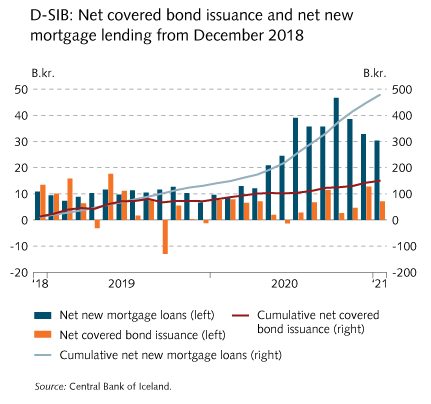 D-SIB: Net covered bond issuance and net new
mortgage lending from December 2018
B.kr. B.kr.
50 500
40 400
30 300
20 200
10 100
0 0
-10 -100
-20 -200
'18 2019 2020 '21
Net new mortgage loans (left)
Net covered bond issuance (left)
Cumulative net new mortgage loans (right)
Cumulative net covered
bond issuance (right)
Source: Central Bank of Iceland.